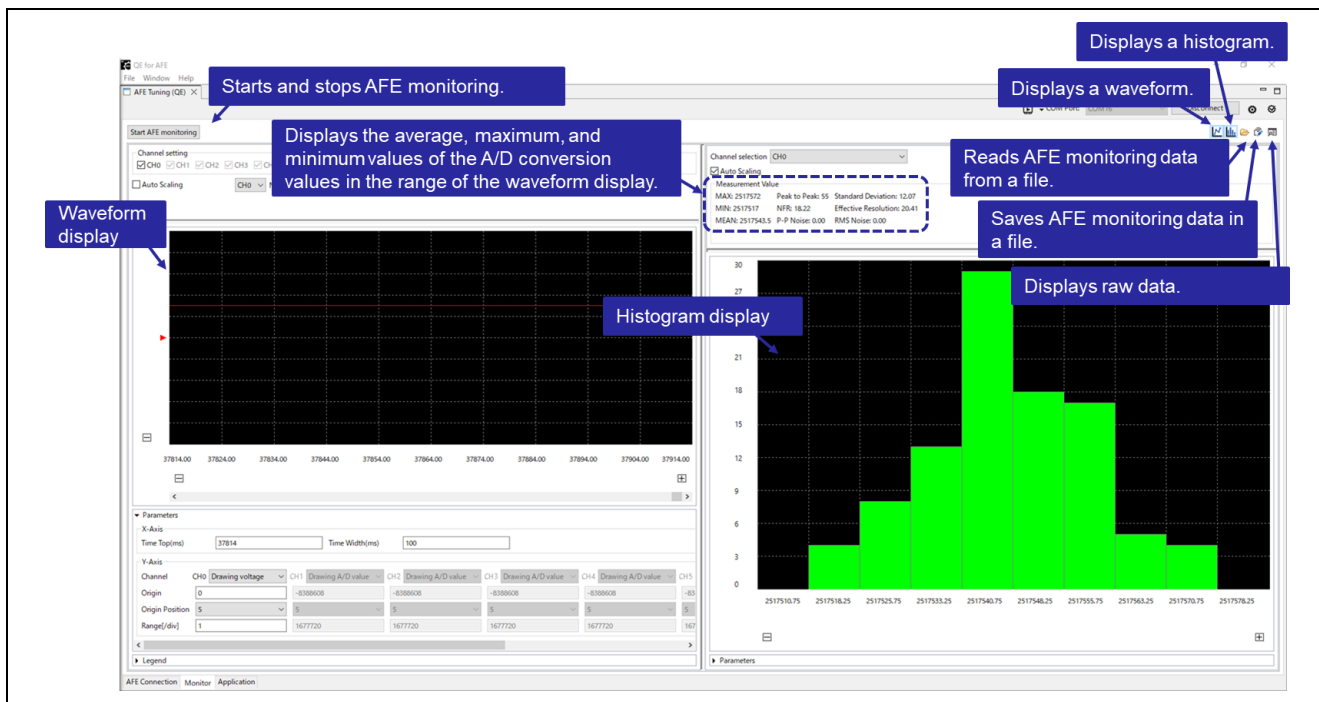 Displays a histogram.
QE for AFE
File Window Help
AFE Tuning (QE)
Starts and stops AFE monitoring.
Displays a waveform.
COM Port:
Disconnect
Start AFE monitoring
Displays the average, maximum, and
minimum values of the A/D conversion
values in the range of the waveform display.
Channel setting
CH0 CH1 CH2 CH3
Auto Scaling CH0
Channel selection CH0
Auto Scaling
Measurement Value
MAX: 2517572 Peak to Peak: 55 Standard Deviation: 12.07
MIN: 2517517 NFR: 18.22 Effective Resolution: 20.41
MEAN: 2517543.5 P-P Noise: 0.00 RMS Noise: 0.00
Reads AFE monitoring data
from a file.
Saves AFE monitoring data in
a file.
Displays raw data.
Waveform
display
Histogram display
37814.00 37824.00 37834.00 37844.00 37854.00 37864.00 37874.00 37884.00 37894.00 37904.00 37914.00
Parameters
X-Axis
Time Top(ms) 37814 Time Width(ms) 100
Y-Axis
Channel CH0 Drawing voltage CH1 Drawing A/D value CH2 Drawing A/D value CH3 Drawing A/D value CH4 Drawing A/D value CH5
Origin 0 -8388608 -8388608 -8388608 -8388608 -83
Origin Position 5 5 5 5 5 5
Range[/div] 1 1677720 1677720 1677720 1677720 167
Legend
30
27
21
18
15
12
9
6
3
0
2517510.75 2517518.25 2517525.75 2517533.25 2517540.75 2517548.25 2517555.75 2517563.25 2517570.75 2517578.25
Parameters
AFE Connection Monitor Application